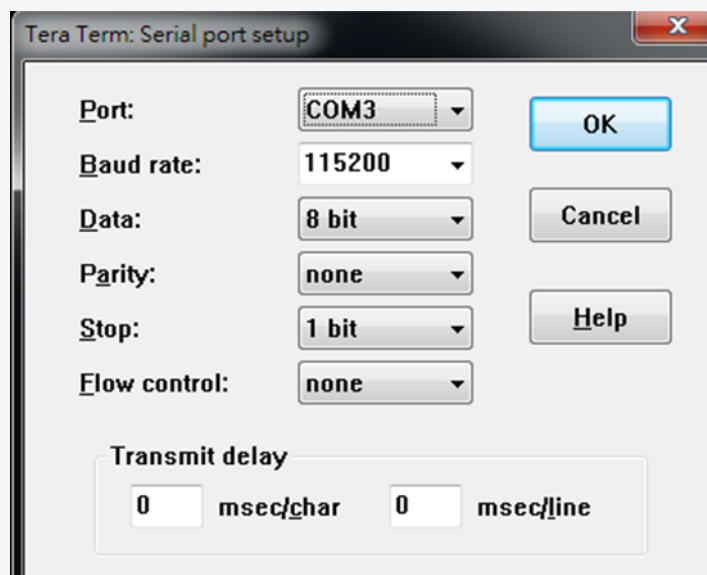 Tera Term: Serial port setup
Port: COM3
OK
Baud rate: 115200
Data: 8 bit
Cancel
Parity: none
Stop: 1 bit
Help
Flow control: none
Transmit delay
0 msec/char 0 msec/line